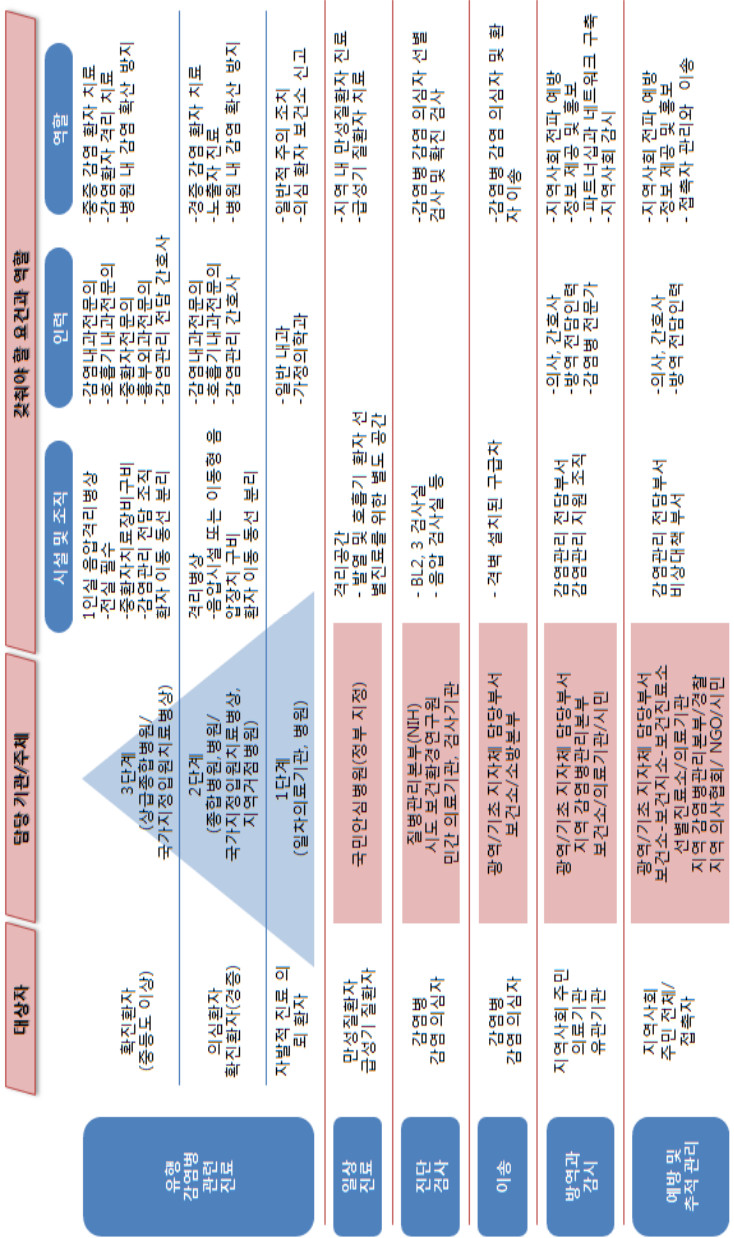 대상자
담당 기관/주체
갖춰야 할 요건과 역할
시설 및 조직
인력
역할
유행
감염병
관련
진료
확진환자
(중등도 이상)
3단계
(상급종합병원/
국가지정입원치료병상)
1인실 음압격리병상
-전실 필수
-중환자치료장비구비
-감염관리 전담 조직
환자 이동 동선 분리
-감염내과전문의
-호흡기내과전문의
-중환자전문의
-흉부외과전문의
-감염관리 전담 간호사
-중증 감염 환자 치료
-감염환자 격리 치료
-병원 내 감염 확산 방지
의심환자
확진환자(경증)
2단계
(종합병원, 병원/
국가지정입원치료병상,
지역거점병원)
격리병상
-음압시설 또는 이동형 음
압장치 구비
환자 이동 동선 분리
-감염내과전문의
-호흡기내과전문의
-감염관리 간호사
-경증 감염 환자 치료
-노출자 진료
-병원 내 감염 확산 방지
자발적 진료 의
뢰 환자
1단계
(일차의료기관, 병원)
-일반 내과
-가정의학과
-일반적 주의 조치
-의심 환자 보건소 신고
일상
진료
만성질환자
급성기 질환자
국민안심병원(정부 지정)
격리공간
- 발열 및 호흡기 환자 선
별진료를 위한 별도 공간
-지역 내 만성질환자 진료
-급성기 질환자 치료
진단
검사
감염병
감염 의심자
질병관리본부(NIH)
시도 보건환경연구원
민간 의료기관, 검사기관
- BL2, 3 검사실
- 음압 검사실 등
-감염병 감염 의심자 선별
검사 및 확진 검사
이송
감염병
감염 의심자
광역/기초 지자체 담당부서
보건소/소방본부
- 격벽 설치된 구급차
-감염병 감염 의심자 및 환
자 이송
방역과
감시
지역사회 주민
의료기관
유관기관
광역/기초 지자체 담당부서
지역 감염병관리본부
보건소/의료기관/시민
감염관리 전담부서
감염관리 지원 조직
-의사, 간호사
-방역 전담인력
-감염병 전문가
-지역사회 전파 예방
-정보 제공 및 홍보
- 파트너십과 네트워크 구축
-지역사회 감시
예방 및
추적 관리
지역사회
주민 전체/
접촉자
광역/기초 지자체 담당부서
보건소-보건지소-보건진료소
선별진료소/의료기관
지역 감염병관리본부/경찰
지역 의사협회/ NGO/시민
감염관리 전담부서
비상대책 부서
-의사, 간호사
-방역 전담인력
-지역사회 전파 예방
-정보 제공 및 홍보
- 접촉자 관리와 이송